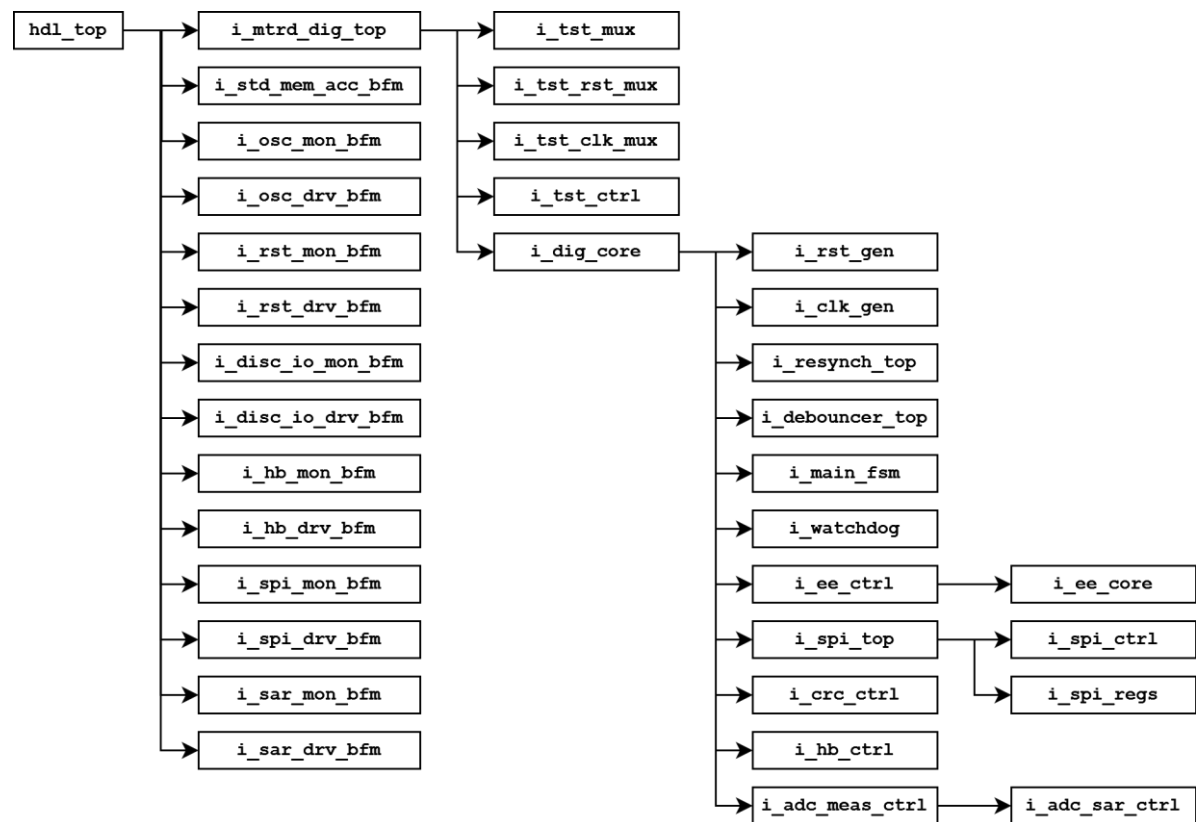 hdl_top i_mtrd_dig_top i_tst_mux
i_std_mem_acc_bfm i_tst_rst_mux
i_osc_mon_bfm i_tst_clk_mux
i_osc_drv_bfm i_tst_ctrl
i_rst_mon_bfm i_dig_core i_rst_gen
i_rst_drv_bfm i_clk_gen
i_disc_io_mon_bfm i_resynch_top
i_disc_io_drv_bfm i_debouncer_top
i_hb_mon_bfm i_main_fsm
i_hb_drv_bfm i_watchdog
i_spi_mon_bfm i_ee_ctrl i_ee_core
i_spi_drv_bfm i_spi_top i_spi_ctrl
i_sar_mon_bfm i_crc_ctrl i_spi_regs
i_sar_drv_bfm i_hb_ctrl
i_adc_meas_ctrl i_adc_sar_ctrl